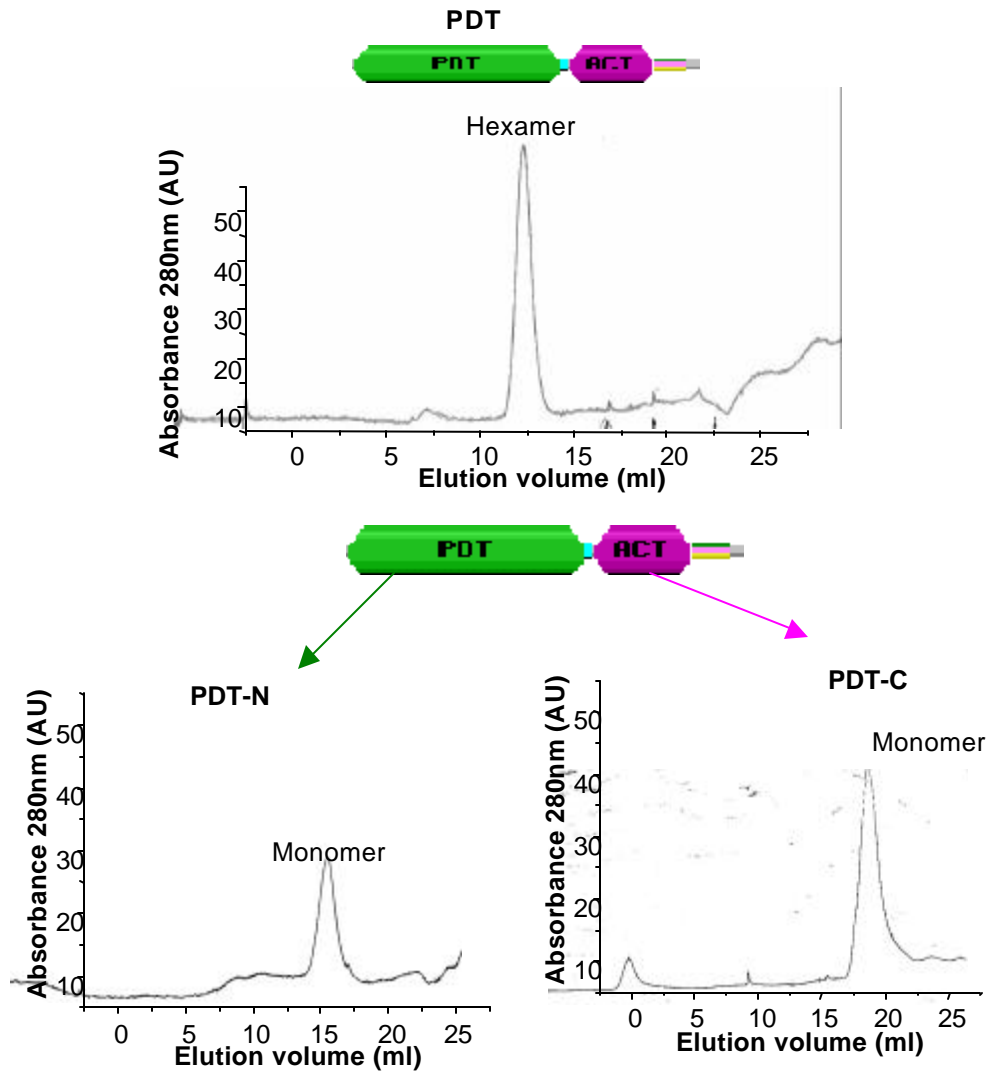 PDT
PDT ACT
Hexamer
Absorbance 280nm (AU)
50
40
30
20
10
0 5 10 15 20 25
Elution volume (ml)
PDT ACT
PDT-N
PDT-C
Absorbance 280nm (AU)
50
40
30
20
10
Monomer
0 5 10 15 20 25
Elution volume (ml)
Absorbance 280nm (AU)
50
40
30
20
10
Monomer
0 5 10 15 20 25
Elution volume (ml)